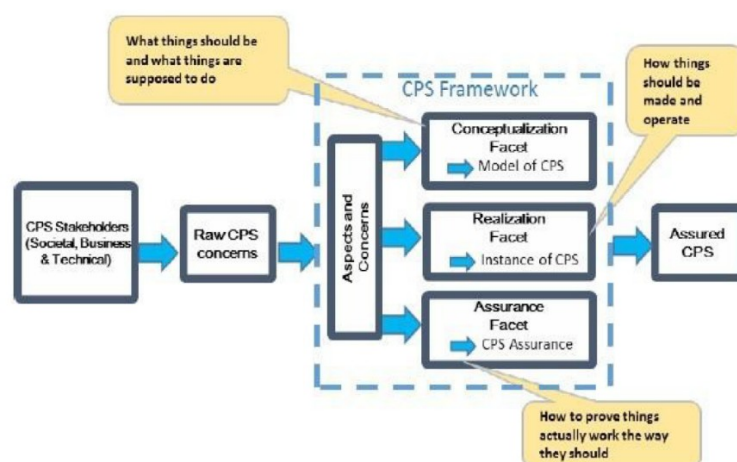 What things should be
and what things are
supposed to do
How things
should be
made and
operate
CPS Framework
Conceptualization
Facet
Model of CPS
CPS Stakeholders
(Societal, Business
& Technical)
Raw CPS
concerns
Aspects and
Concerns
Realization
Facet
Instance of CPS
Assured
CPS
Assurance
Facet
CPS Assurance
How to prove things
actually work the way
they should